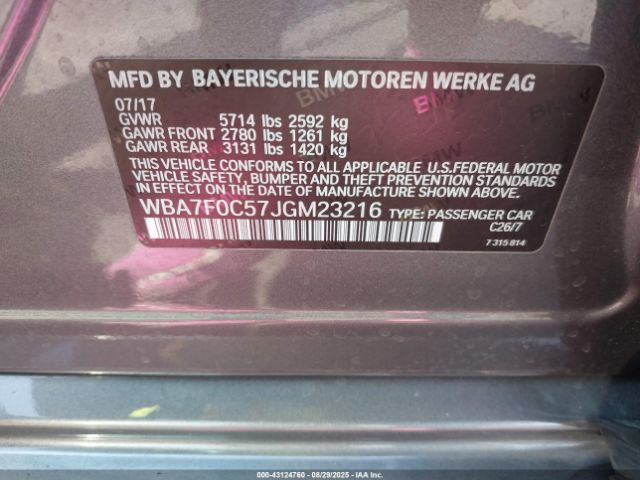 MFD BY BAYERISCHE MOTOREN WERKE AG
07/17
GVWR 5714 lbs 2592 kg
GAWR FRONT 2780 lbs 1261 kg
GAWR REAR 3131 lbs 1420 kg
THIS VEHICLE CONFORMS TO ALL APPLICABLE U.S.FEDERAL MOTOR
VEHICLE SAFETY, BUMPER AND THEFT PREVENTION STANDARDS
IN EFFECT ON THE DATE OF MANUFACTURE SHOWN ABOVE.
WBA7F0C57JGM23216 TYPE: PASSENGER CAR
C26/7
7 315 814
000-43124760 - 08/29/2025 - IAAI.COM